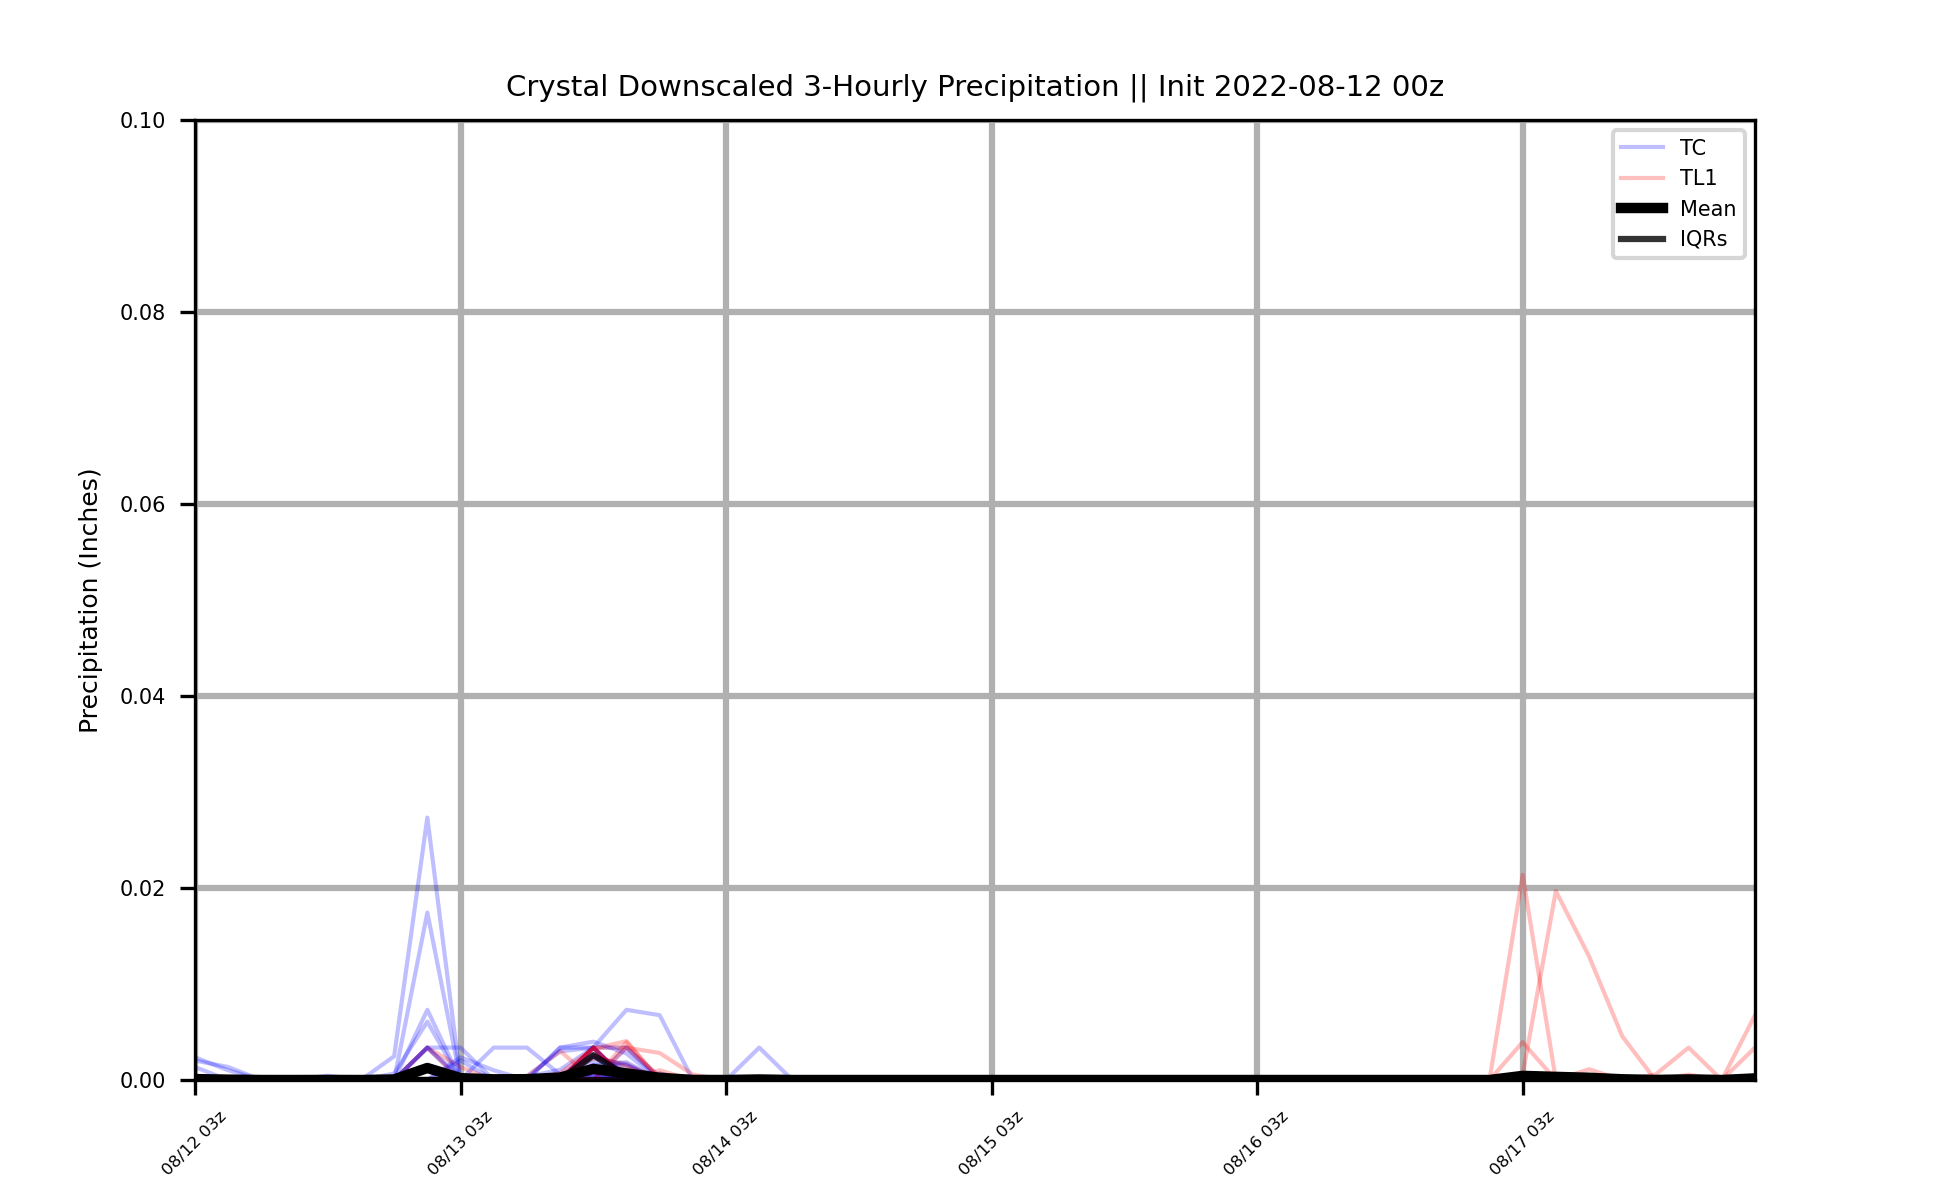 Crystal Downscaled 3-Hourly Precipitation || Init 2022-08-12 00z
TC
TL1
Mean
IQRs
Precipitation (Inches)
0.10
0.08
0.06
0.04
0.02
0.00
08/12 03z
08/13 03z
08/14 03z
08/15 03z
08/16 03z
08/17 03z